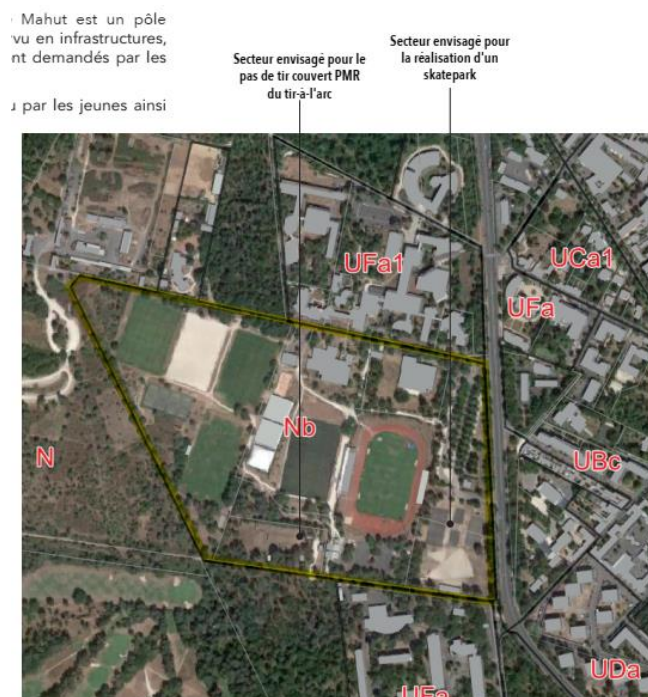 Mahut est un pôle
en infrastructures,
demandés par les
par les jeunes ainsi
Secteur envisagé pour le
pas de tir couvert PMR
du tir-à-l'arc
Secteur envisagé pour
la réalisation d'un
skatepark
UFa1
UCa1
UFa
Nb
N
UBc
UDa
UFa